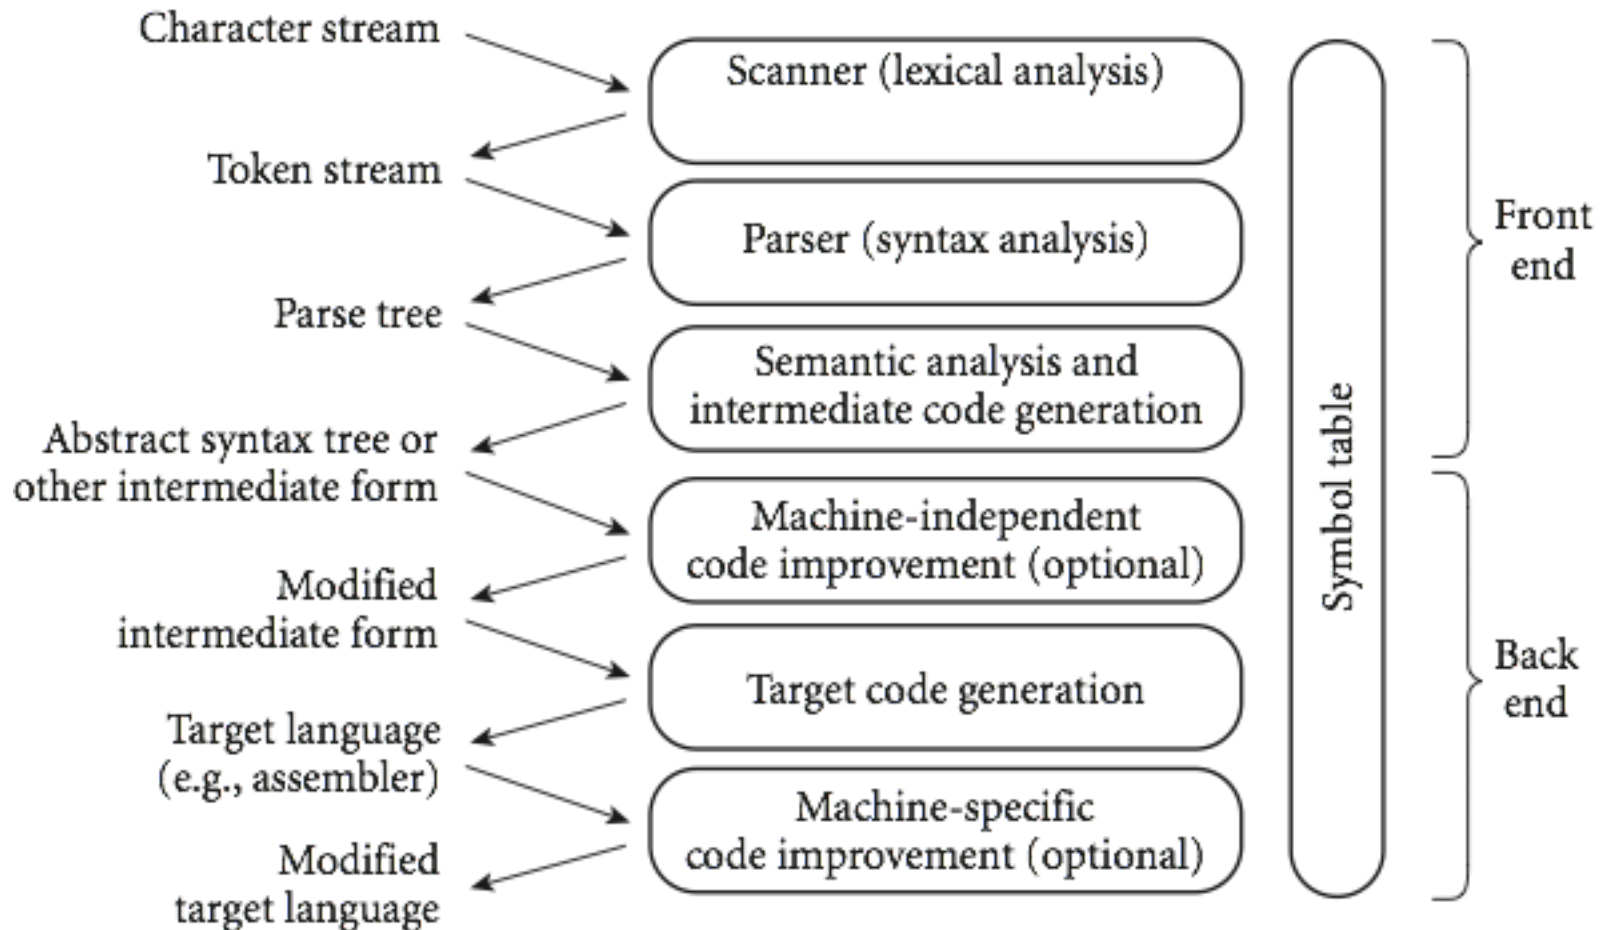 Character stream
Scanner (lexical analysis)
Token stream
Parser (syntax analysis)
Parse tree
Semantic analysis and
intermediate code generation
Abstract syntax tree or
other intermediate form
Machine-independent
code improvement (optional)
Modified
intermediate form
Target code generation
Target language
(e.g., assembler)
Machine-specific
code improvement (optional)
Modified
target language
Symbol table
Front
end
Back
end